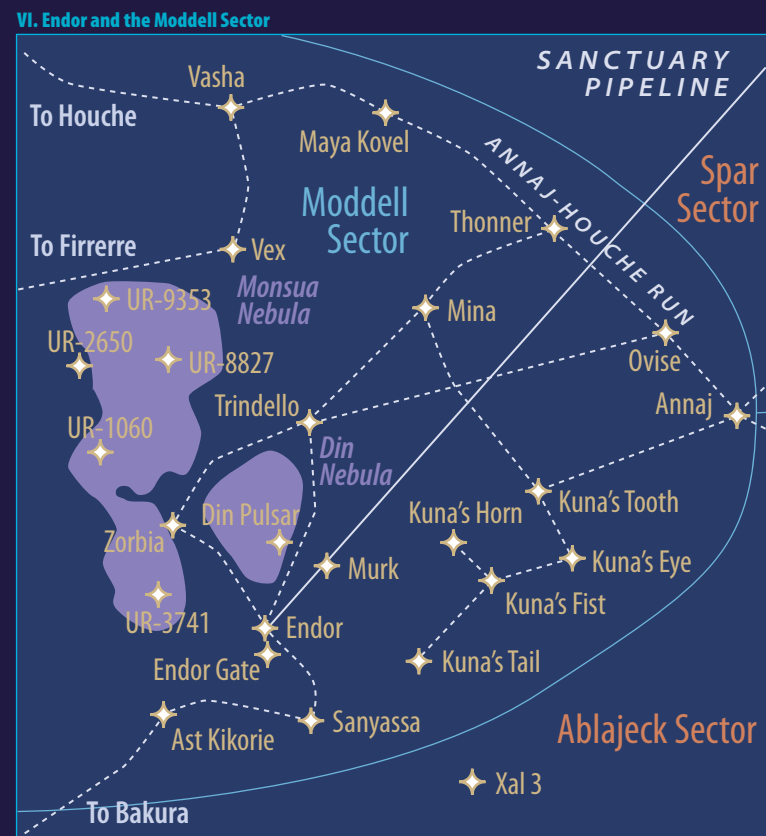 VI. Endor and the Moddell Sector
SANCTUARY
PIPELINE
Vasha
To Houche
Maya Kovel
ANNAJ-HOUCHE RUN
Spar
Sector
Moddell
Sector
Thonner
To Firrerre
Vex
Monsua
Nebula
UR-9353
Mina
UR-2650
UR-8827
Ovise
Trindello
Annaj
UR-1060
Din
Nebula
Kuna's Tooth
Kuna's Horn
Din Pulsar
Zorbia
Murk
Kuna's Eye
Kuna's Fist
UR-3741
Endor
Endor Gate
Kuna's Tail
Sanyassa
Ast Kikorie
Ablajeck Sector
Xal 3
To Bakura